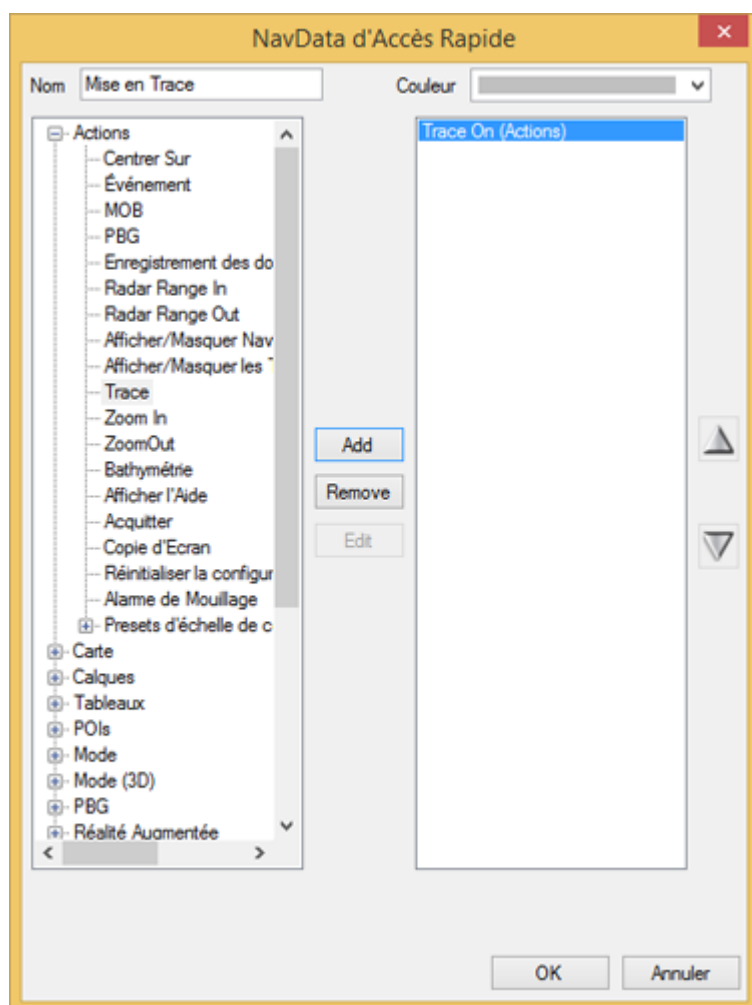 NavData d'Accès Rapide
Nom Mise en Trace Couleur
Actions
Centrer Sur
Événement
MOB
PBG
Enregistrement des do
Radar Range In
Radar Range Out
Afficher/Masquer Nav
Afficher/Masquer les T
Trace
Zoom In
ZoomOut
Bathymétrie
Afficher l'Aide
Acquitter
Copie d'Ecran
Réinitialiser la configur
Alarme de Mouillage
Presets d'échelle de c
Carte
Calques
Tableaux
POIs
Mode
Mode (3D)
PBG
Réalité Augmentée
Add
Remove
Edit
Trace On (Actions)
OK Annuler